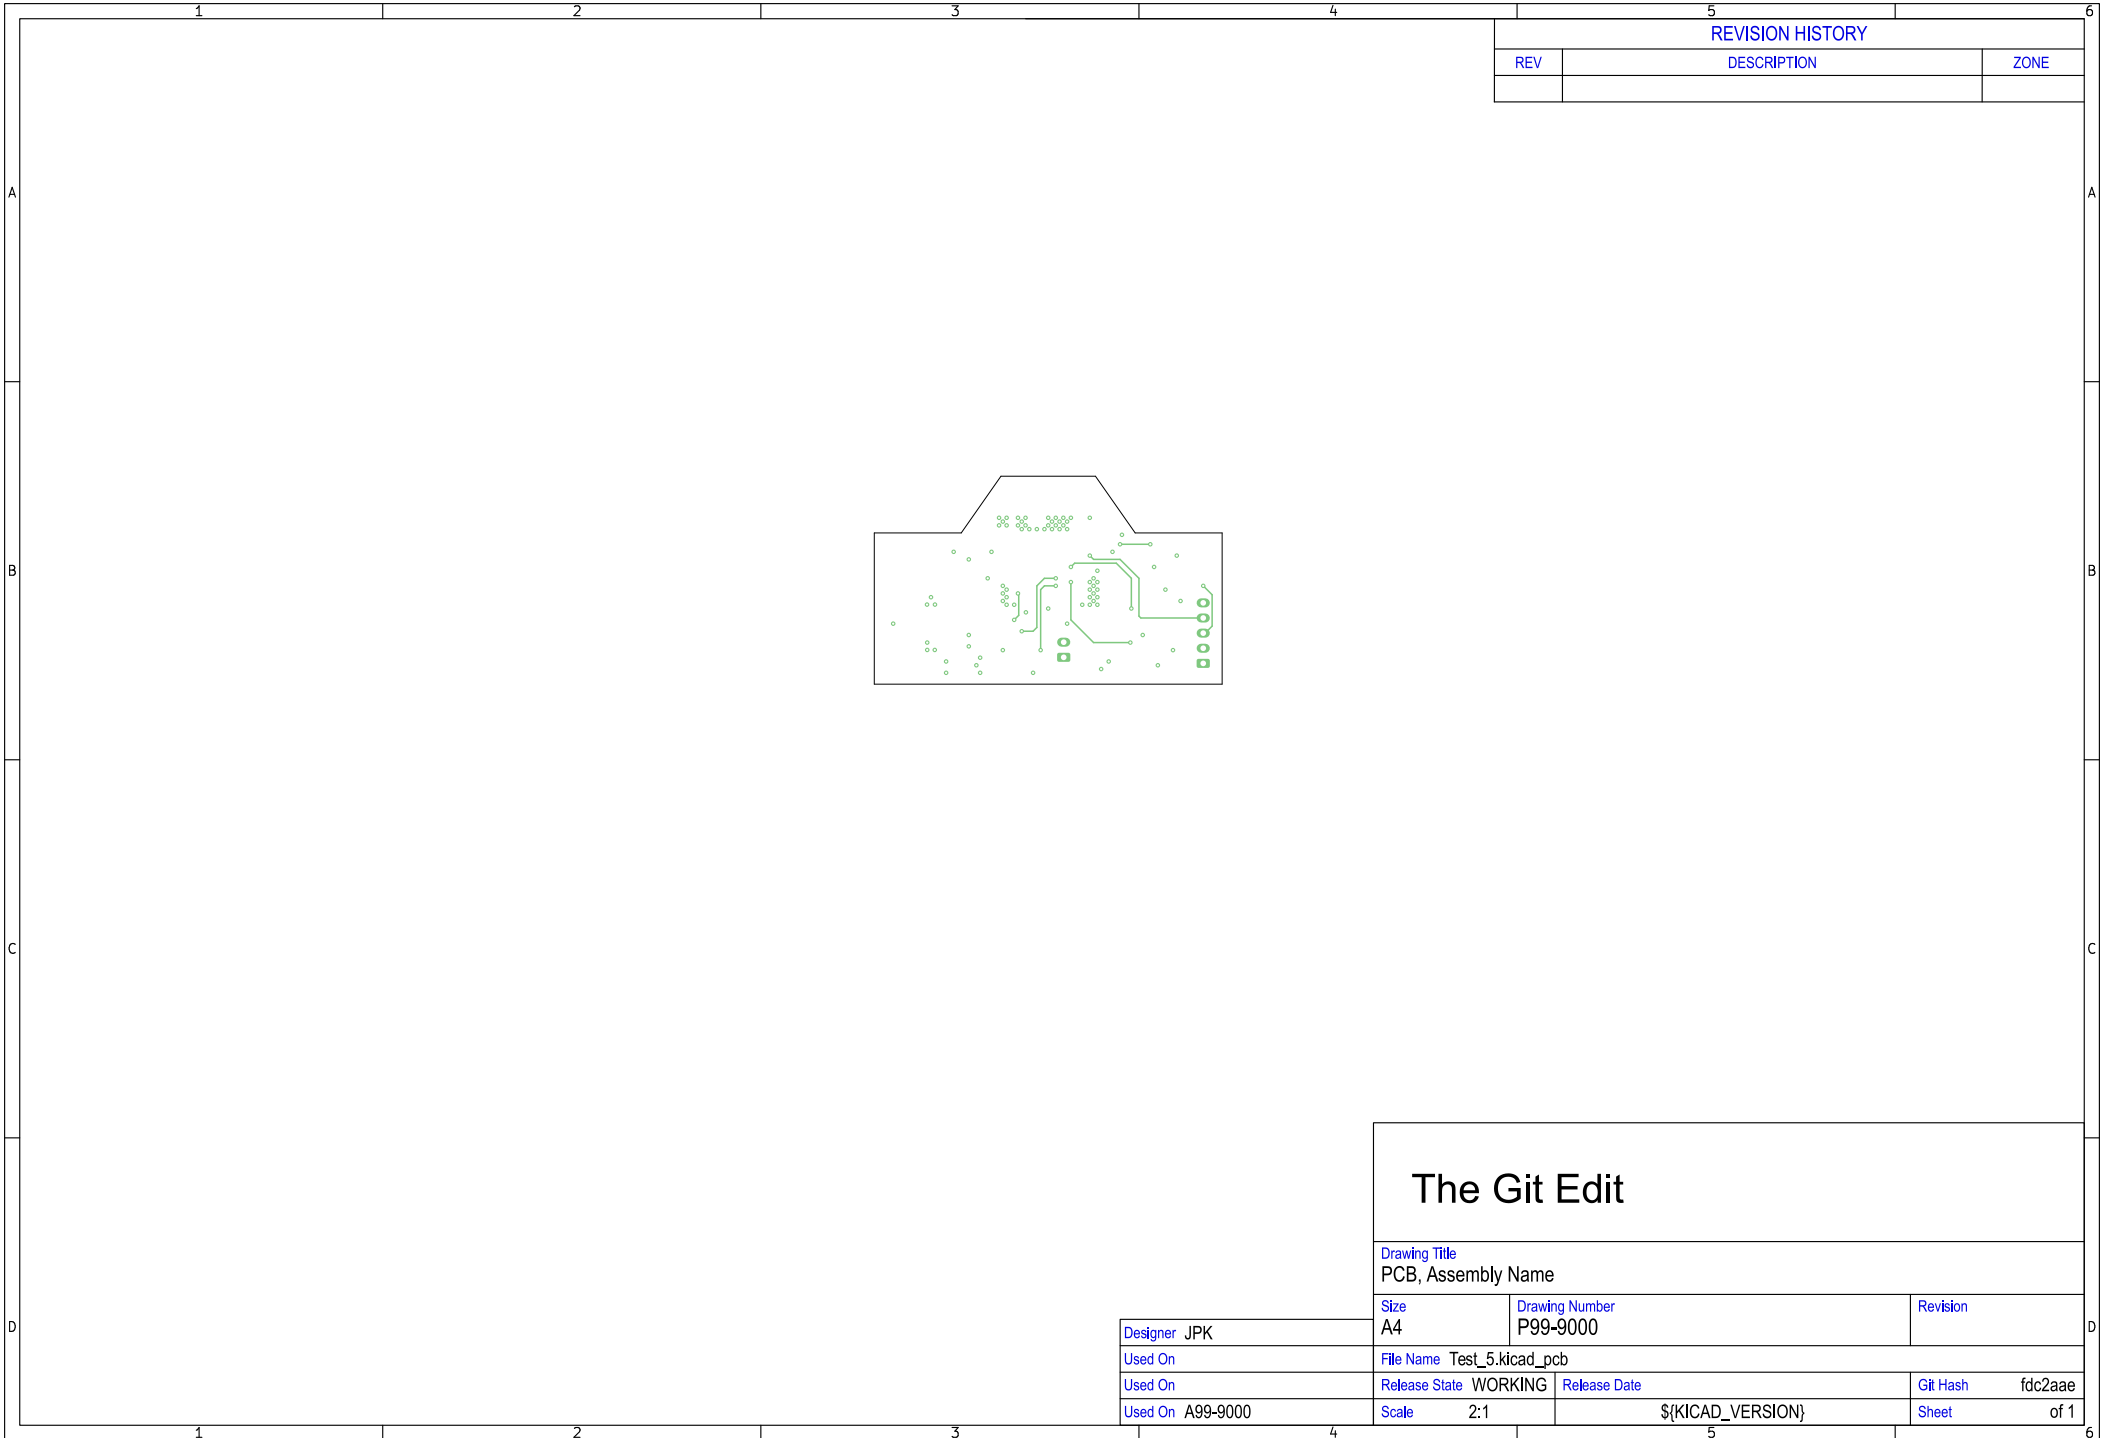 1 2 3 4 5 6
REVISION HISTORY
REV DESCRIPTION ZONE
A A
B B
C C
The Git Edit
Drawing Title
PCB, Assembly Name
Size Drawing Number Revision
A4 P99-9000
D D
Designer JPK
Used On File Name Test_5.kicad_pcb
Used On Release State WORKING Release Date Git Hash fdc2aae
Used On A99-9000 Scale 2:1 ${KICAD_VERSION} Sheet of 1
1 2 3 4 5 6